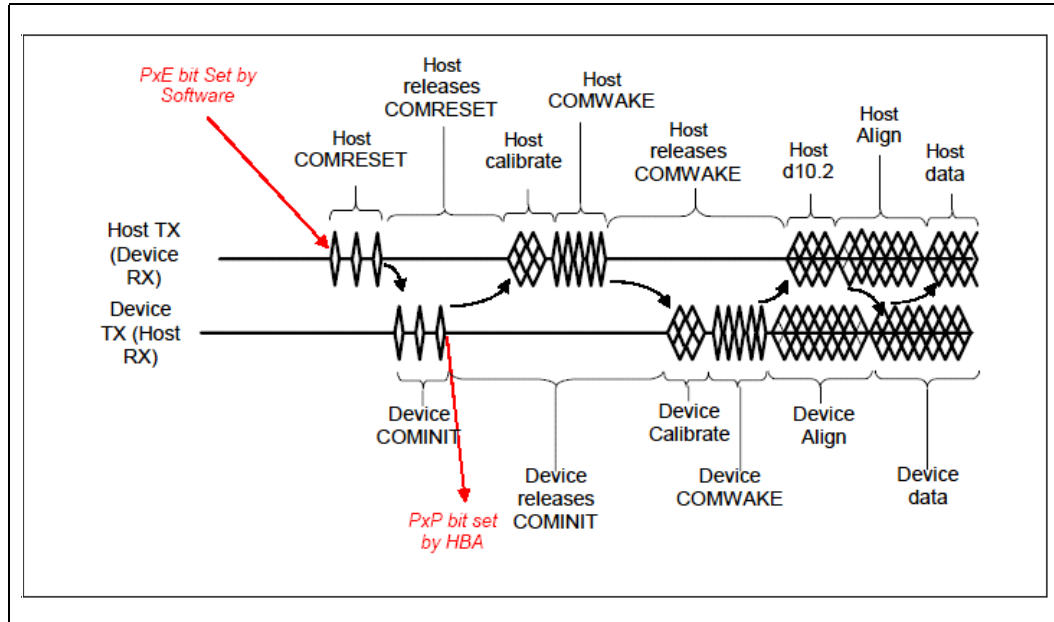 PxE bit Set by
Software
Host
releases
COMRESET
Host
COMWAKE
Host
COMRESET
Host
calibrate
Host
releases
COMWAKE
Host
d10.2
Host
Align
Host
data
Host TX
(Device
RX)
Device
TX (Host
RX)
Device
COMINIT
Device
releases
COMINIT
Device
Calibrate
Device
COMWAKE
Device
Align
Device
data
PxP bit set
by HBA